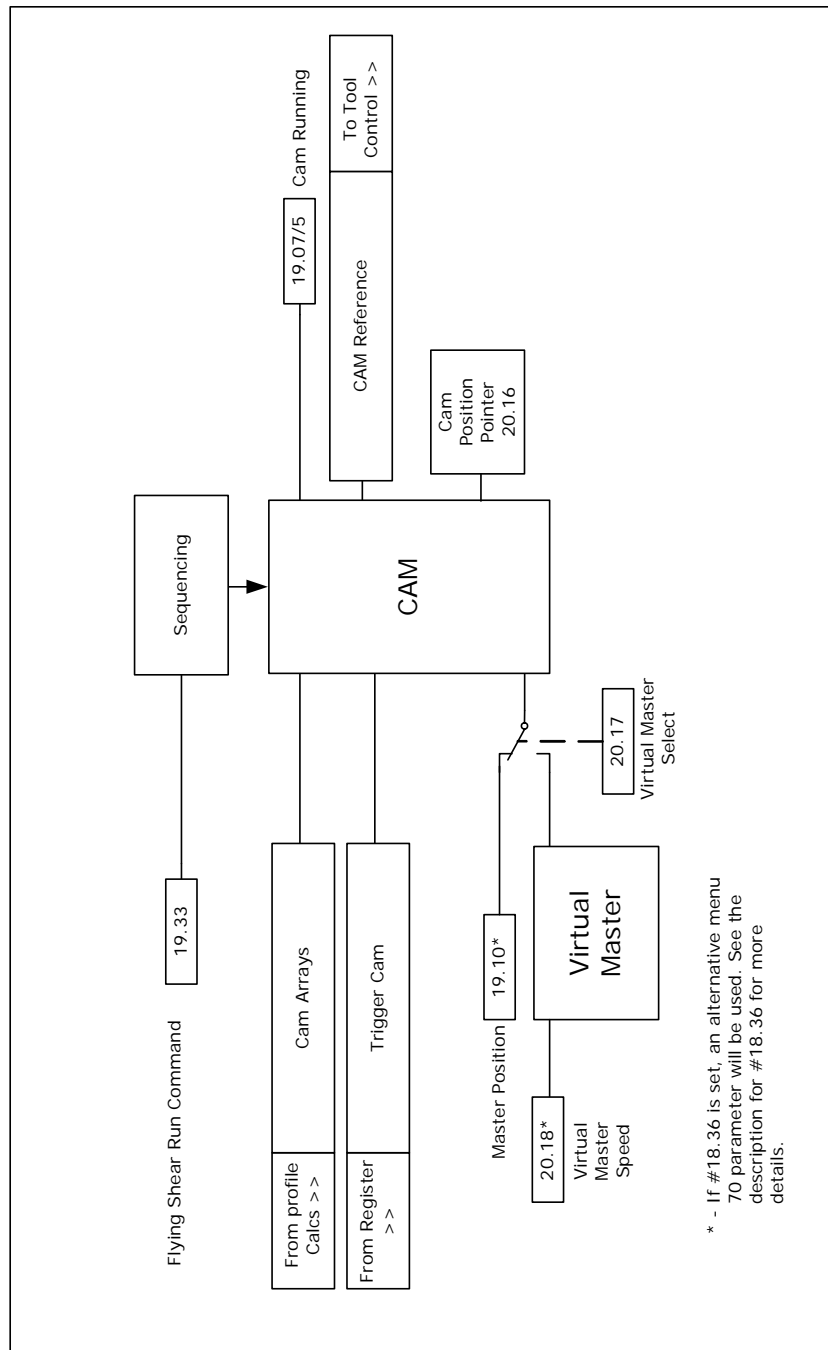 Flying Shear Run Command
19.33
Sequencing
From profile
Calcs >>
Cam Arrays
From Register
>>
Trigger Cam
CAM
19.07/5
Cam Running
CAM Reference
To Tool
Control >>
Cam
Position
Pointer
20.16
Master Position
19.10*
20.17
Virtual Master
Select
20.18*
Virtual
Master
Speed
Virtual
Master
* - If #18.36 is set, an alternative menu
70 parameter will be used. See the
description for #18.36 for more
details.